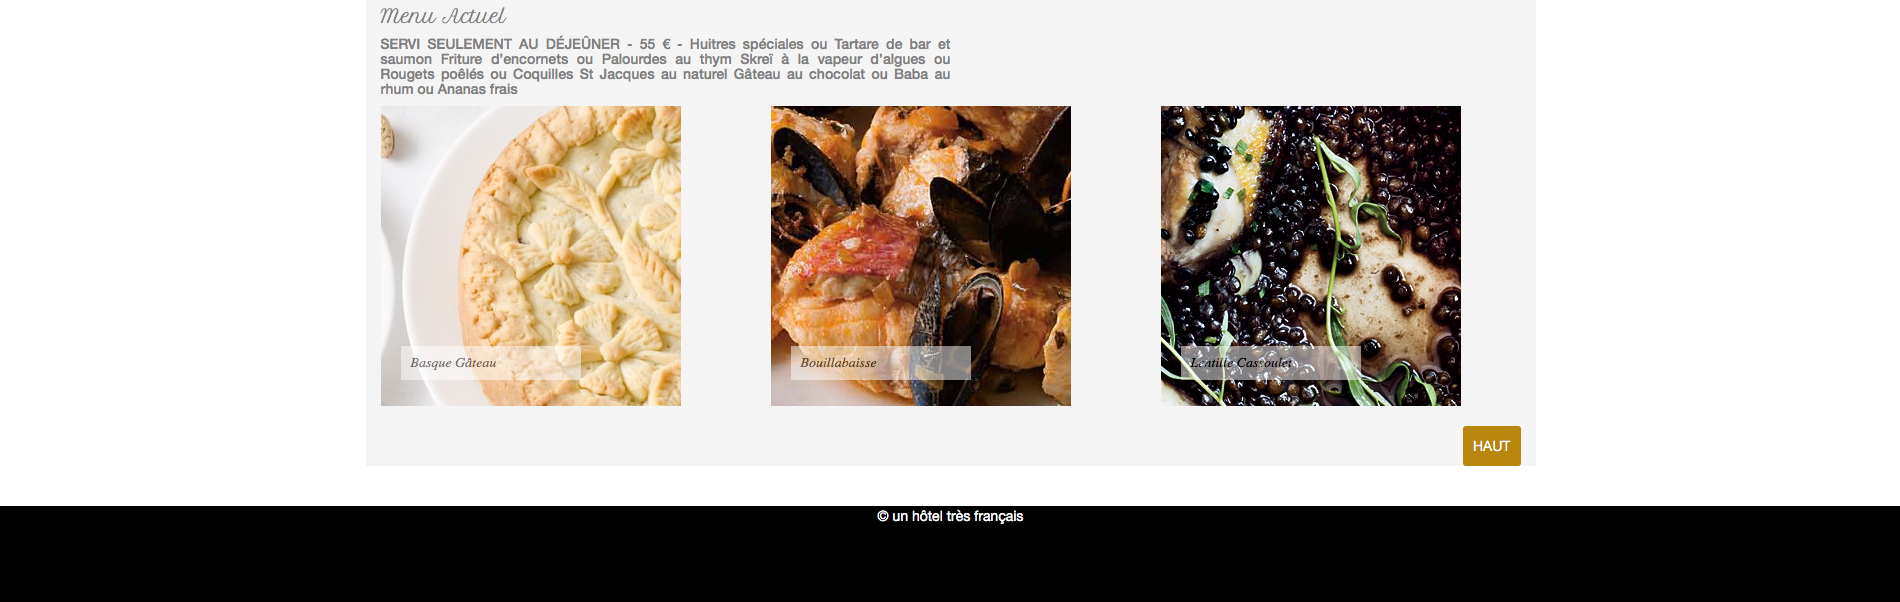 Menu Actuel
SERVI SEULEMENT AU DÉJEÛNER - 55 € - Huitres spéciales ou Tartare de bar et
saumon Friture d'encornets ou Palourdes au thym Skreï à la vapeur d'algues ou
Rougets poêlés ou Coquilles St Jacques au naturel Gâteau au chocolat ou Baba au
rhum ou Ananas frais
Basque Gâteau
Bouillabaisse
Lentille Cassoulet
HAUT
© un hôtel très français